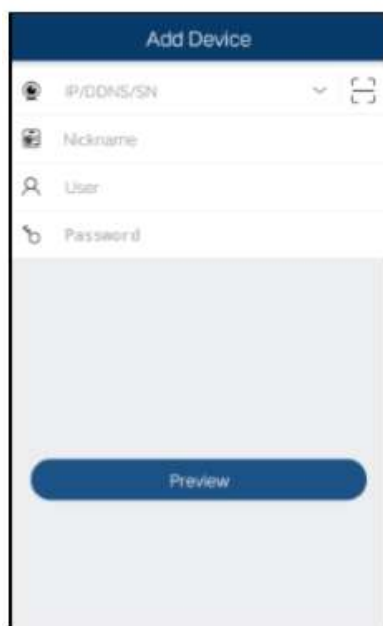 Add Device
IP/DDNS/SN
Nickname
User
Password
Preview